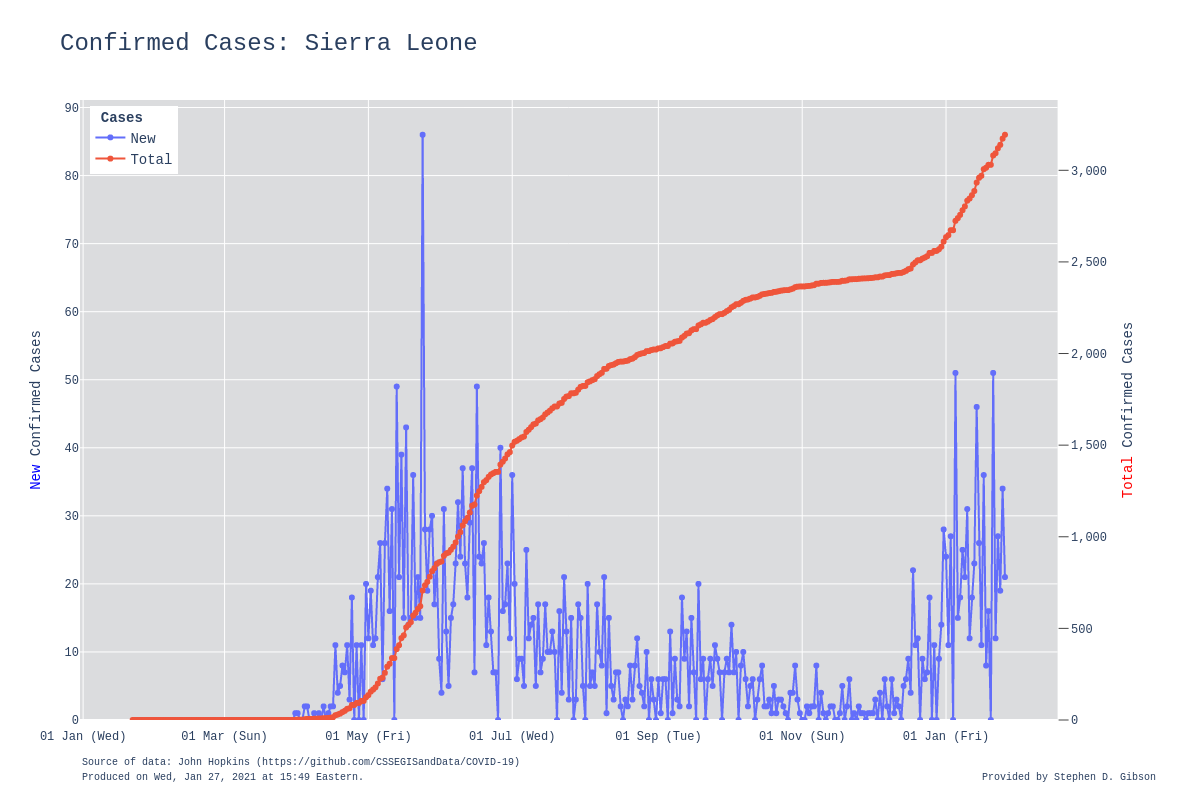 Confirmed Cases: Sierra Leone
Cases
New
Total
90
80
70
60
50
40
30
20
10
0
New Confirmed Cases
3,000
2,500
2,000
1,500
1,000
500
0
Total Confirmed Cases
01 Jan (Wed) 01 Mar (Sun) 01 May (Fri) 01 Jul (Wed) 01 Sep (Tue) 01 Nov (Sun) 01 Jan (Fri)
Source of data: John Hopkins (https://github.com/CSSEGISandData/COVID-19)
Produced on Wed, Jan 27, 2021 at 15:49 Eastern.
Provided by Stephen D. Gibson